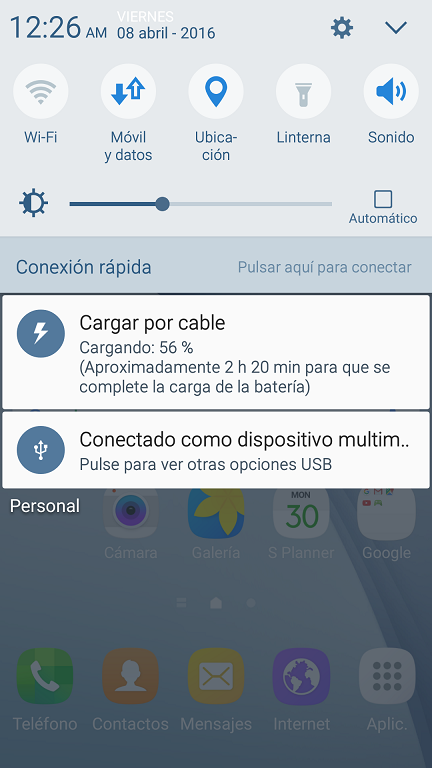 12:26 AM
VIERNES
08 abril - 2016
Wi-Fi
Móvil
y datos
Ubica-
ción
Linterna
Sonido
Automático
Conexión rápida
Pulsar aquí para conectar
Cargar por cable
Cargando: 56 %
(Aproximadamente 2 h 20 min para que se
complete la carga de la batería)
Conectado como dispositivo multim..
Pulse para ver otras opciones USB
Personal
MON
30
Cámara
Galería
S Planner
Google
Teléfono
Contactos
Mensajes
Internet
Aplic.